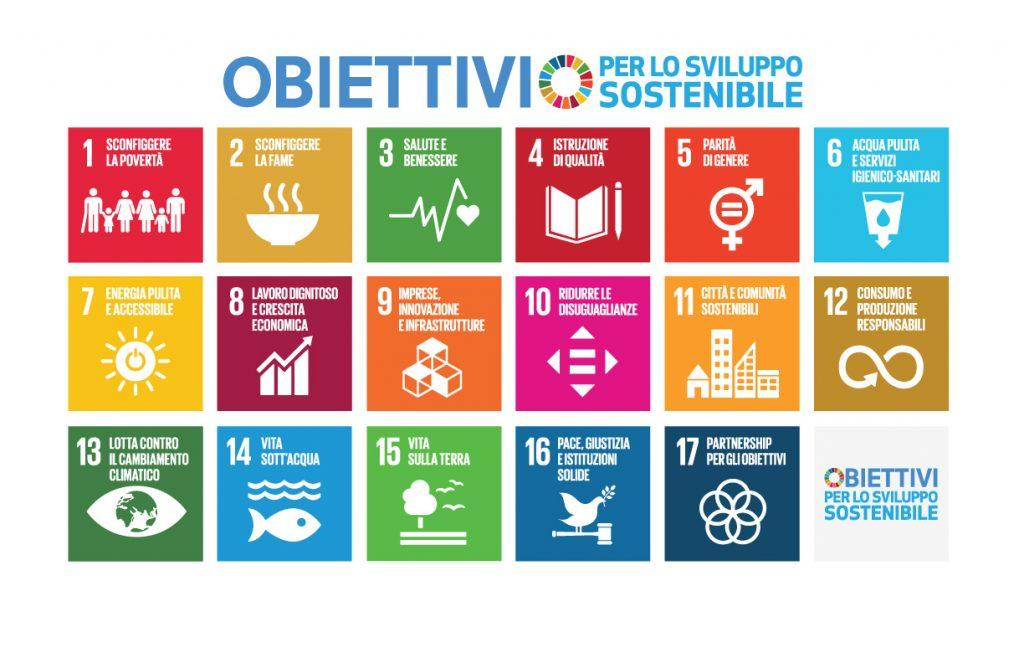 OBIETTIVI
PER LO SVILUPPO
SOSTENIBILE
1 SCONFIGGERE
LA POVERTÀ
2 SCONFIGGERE
LA FAME
3 SALUTE E
BENESSERE
4 ISTRUZIONE
DI QUALITÀ
5 PARITÀ
DI GENERE
6 ACQUA PULITA
E SERVIZI
IGIENICO-SANITARI
7 ENERGIA PULITA
E ACCESSIBILE
8 LAVORO DIGNITOSO
E CRESCITA
ECONOMICA
9 IMPRESE,
INNOVAZIONE
E INFRASTRUTTURE
10 RIDURRE LE
DISUGUAGLIANZE
11 CITTÀ E COMUNITÀ
SOSTENIBILI
12 CONSUMO E
PRODUZIONE
RESPONSABILI
13 LOTTA CONTRO
IL CAMBIAMENTO
CLIMATICO
14 VITA
SOTT'ACQUA
15 VITA
SULLA TERRA
16 PACE, GIUSTIZIA
E ISTITUZIONI
SOLIDE
17 PARTNERSHIP
PER GLI OBIETTIVI
OBIETTIVI
PER LO SVILUPPO
SOSTENIBILE